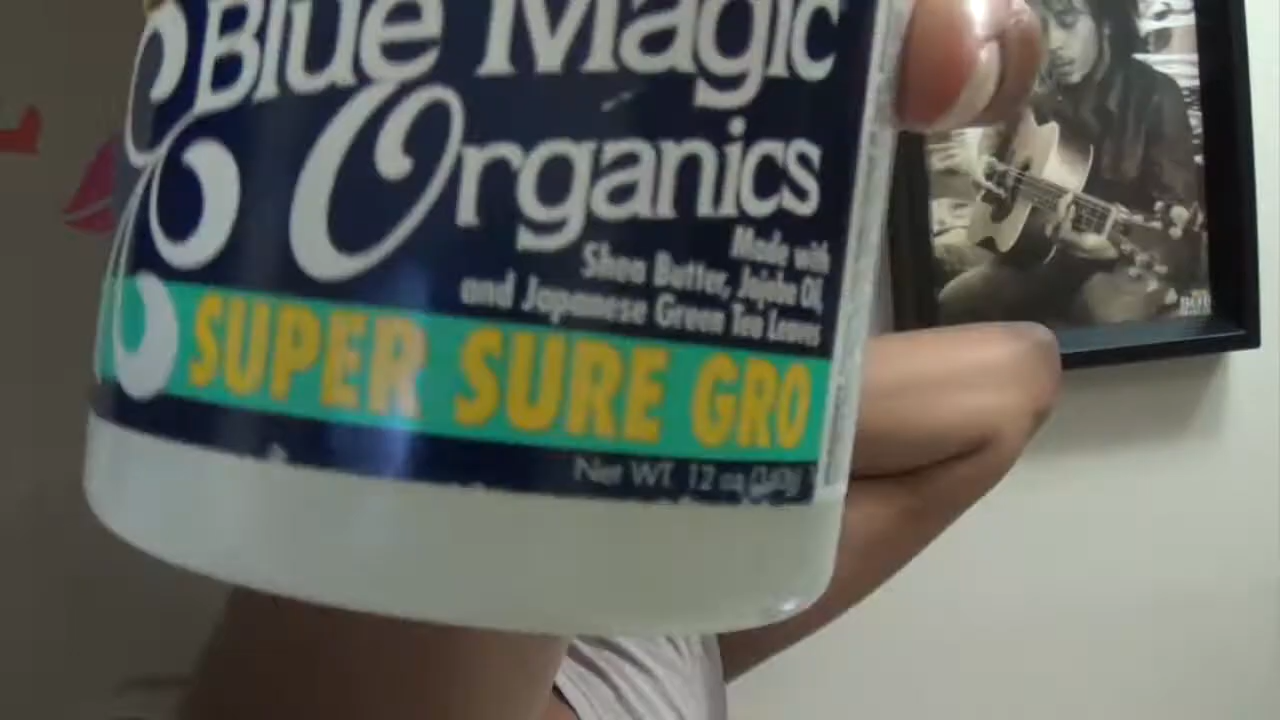 Blue Magic
Organics
Made with
Shea Butter, Jojoba Oil,
and Japanese Green Tea Leaves
SUPER SURE GRO
Net WT. 12 oz (340g)